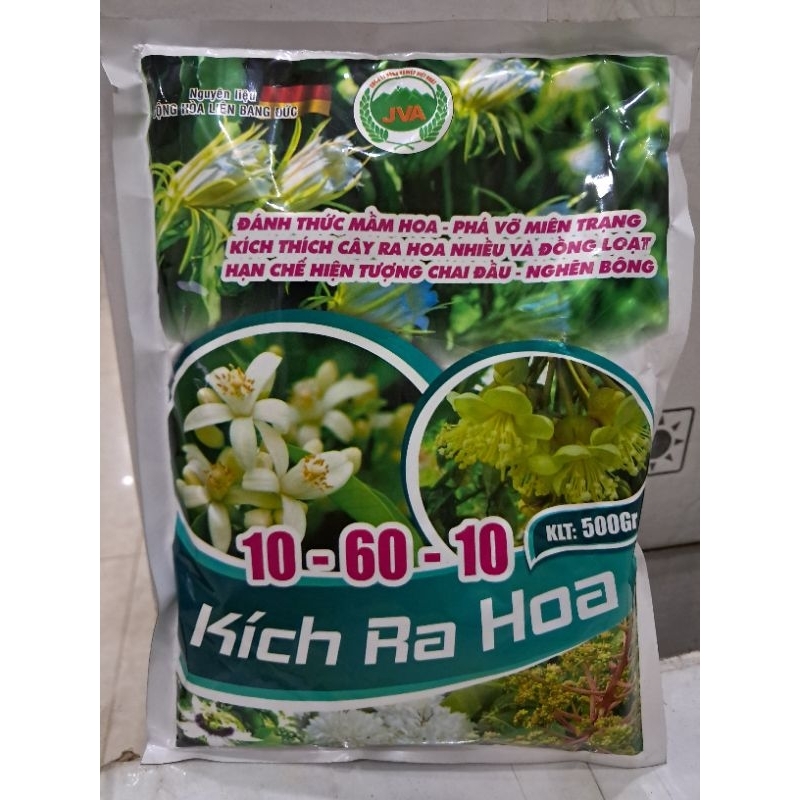 Nguyên liệu
CỘNG HÒA LIÊN BANG ĐỨC
JVA
ĐÁNH THỨC MẦM HOA - PHÁ VỠ MIÊN TRẠNG
KÍCH THÍCH CÂY RA HOA NHIỀU VÀ ĐỒNG LOẠT
HẠN CHẾ HIỆN TƯỢNG CHAI ĐẦU - NGHẼN BÔNG
KLT: 500Gr
10 - 60 - 10
Kích Ra Hoa